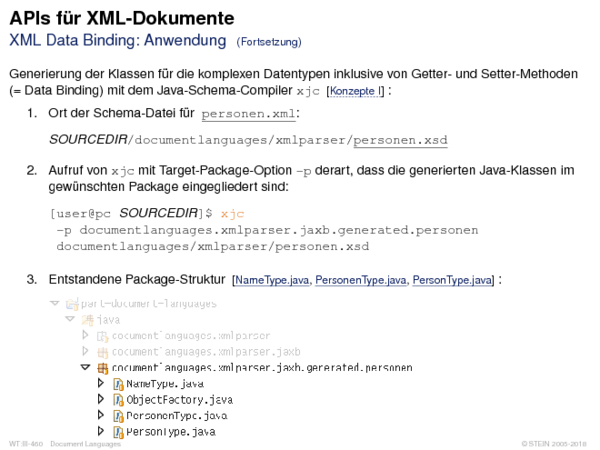 APIs für XML-Dokumente
XML Data Binding: Anwendung (Fortsetzung)
Generierung der Klassen für die komplexen Datentypen inklusive von Getter- und Setter-Methoden
(= Data Binding) mit dem Java-Schema-Compiler xjc [Konzepte I] :
1. Ort der Schema-Datei für personen.xml:
SOURCEDIR/documentlanguages/xmlparser/personen.xsd
2. Aufruf von xjc mit Target-Package-Option –p derart, dass die generierten Java-Klassen im
gewünschten Package eingegliedert sind:
[user@pc SOURCEDIR]$ xjc
–p documentlanguages.xmlparser.jaxb.generated.personen
documentlanguages/xmlparser/personen.xsd
3. Entstandene Package-Struktur [NameType.java, PersonenType.java, PersonType.java] :
part-document-languages
java
documentlanguages.xmlparser
documentlanguages.xmlparser.jaxb
documentlanguages.xmlparser.jaxb.generated.personen
NameType.java
ObjectFactory.java
PersonenType.java
PersonType.java
WT:III-460 Document Languages © STEIN 2005-2018